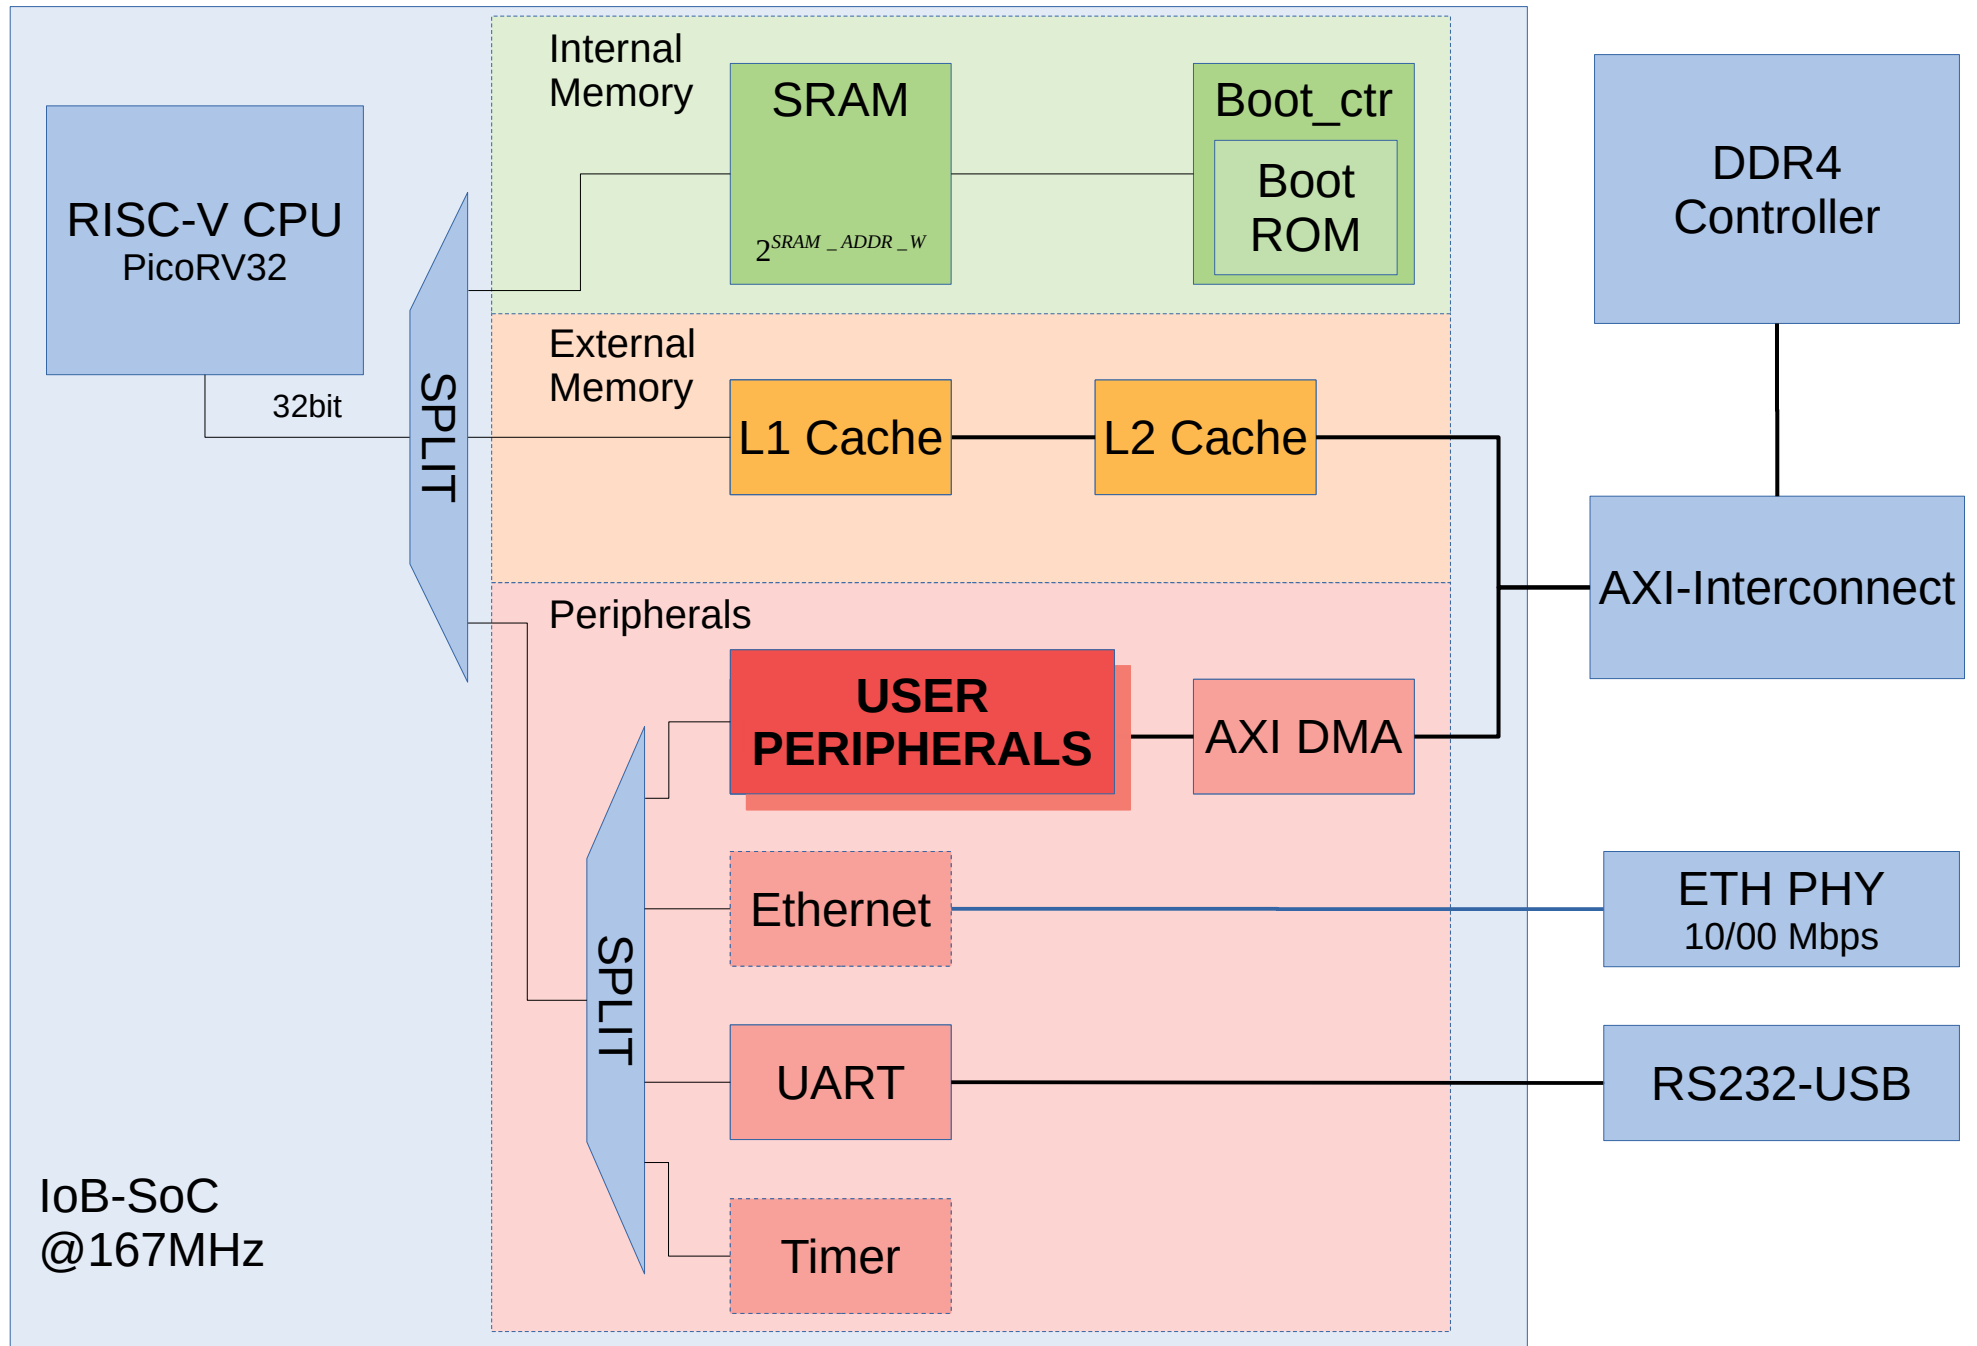 Internal
Memory
SRAM
2^SRAM_ADDR_W
Boot_ctr
Boot
ROM
DDR4
Controller
RISC-V CPU
PicoRV32
32bit
SPLIT
External
Memory
L1 Cache
L2 Cache
AXI-Interconnect
Peripherals
USER
PERIPHERALS
AXI DMA
SPLIT
Ethernet
ETH PHY
10/00 Mbps
UART
RS232-USB
Timer
IoB-SoC
@167MHz